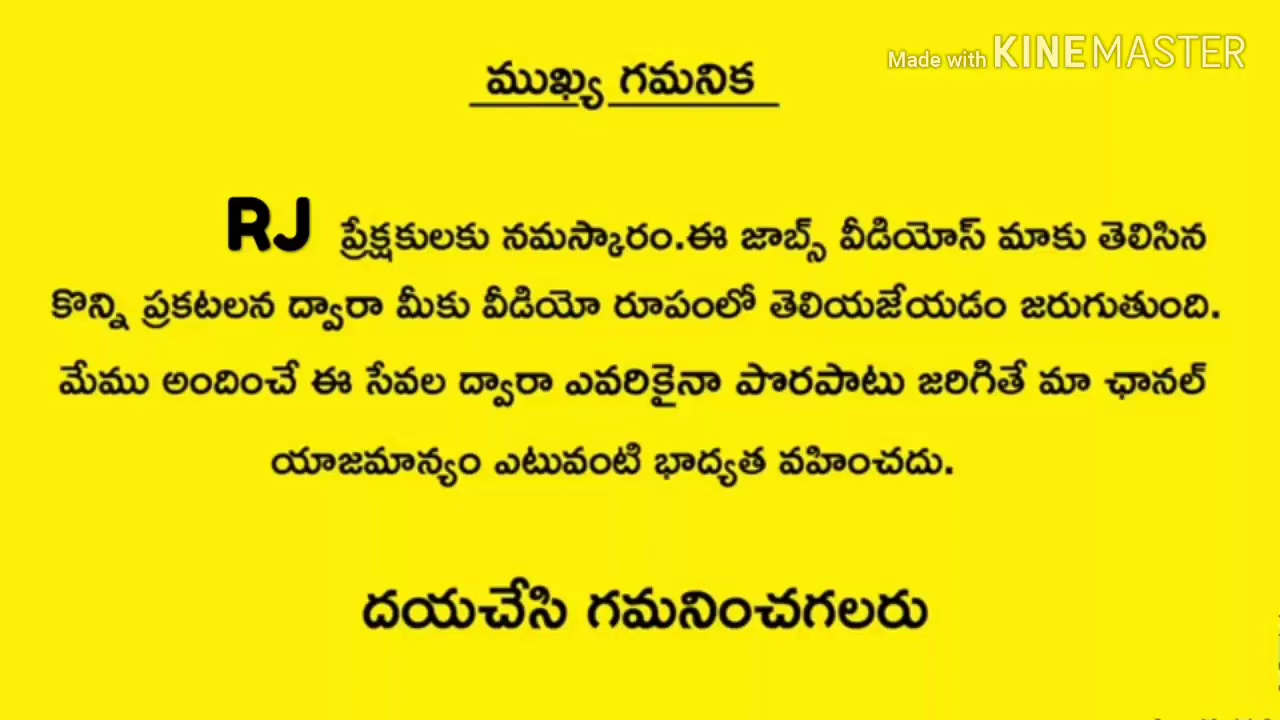 Made with KINEMASTER
ముఖ్య గమనిక
RJ ప్రేక్షకులకు నమస్కారం.ఈ జాబ్స్ వీడియోస్ మాకు తెలిసిన
కొన్ని ప్రకటలన ద్వారా మీకు వీడియో రూపంలో తెలియజేయడం జరుగుతుంది.
మేము అందించే ఈ సేవల ద్వారా ఎవరికైనా పొరపాటు జరిగితే మా ఛానల్
యాజమాన్యం ఎటువంటి భాద్యత వహించదు.
దయచేసి గమనించగలరు